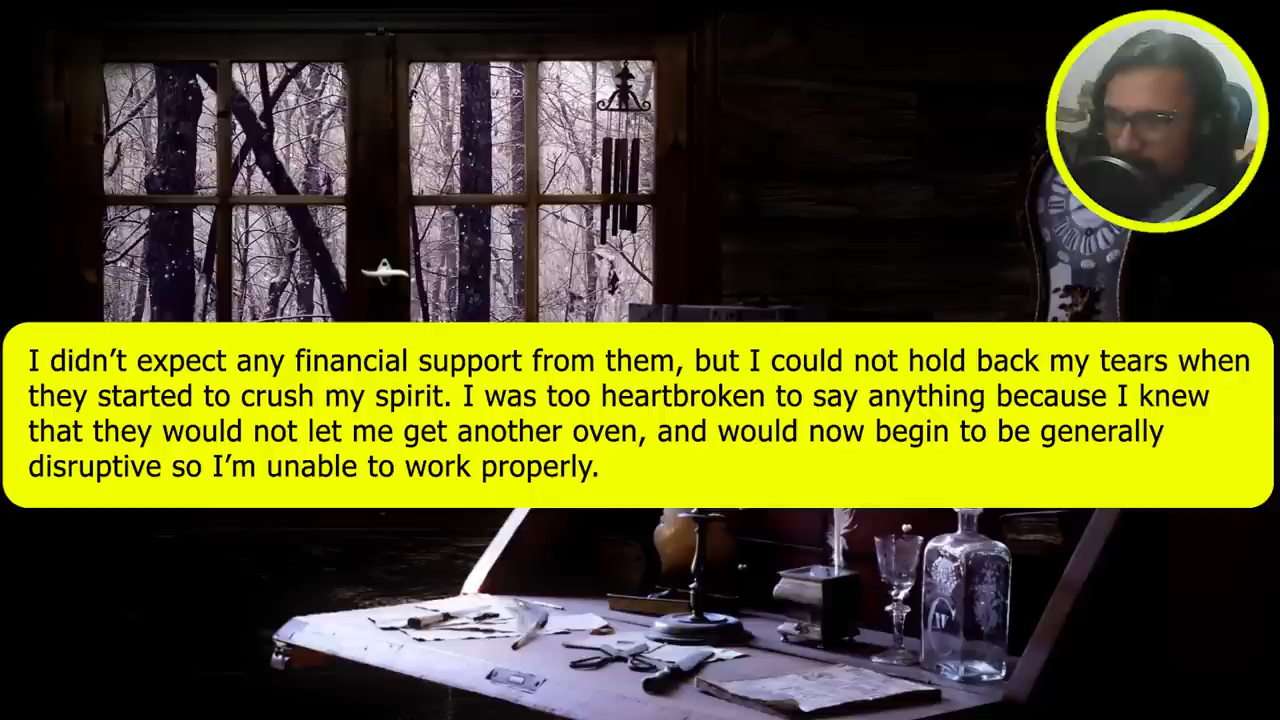 I didn’t expect any financial support from them, but I could not hold back my tears when
they started to crush my spirit. I was too heartbroken to say anything because I knew
that they would not let me get another oven, and would now begin to be generally
disruptive so I’m unable to work properly.